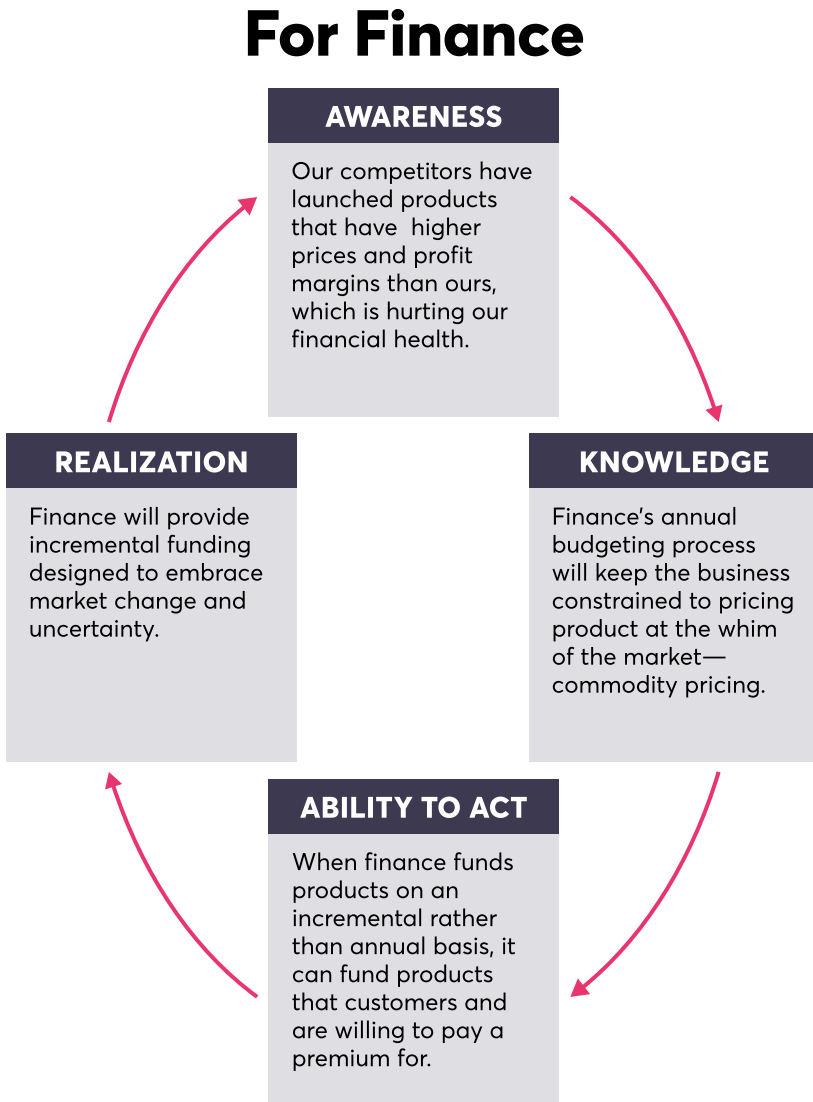 For Finance
AWARENESS
Our competitors have
launched products
that have  higher
prices and profit
margins than ours,
which is hurting our
financial health.
KNOWLEDGE
Finance’s annual
budgeting process
will keep the business
constrained to pricing
product at the whim
of the market—
commodity pricing.
ABILITY TO ACT
When finance funds
products on an
incremental rather
than annual basis, it
can fund products
that customers and
are willing to pay a
premium for.
REALIZATION
Finance will provide
incremental funding
designed to embrace
market change and
uncertainty.